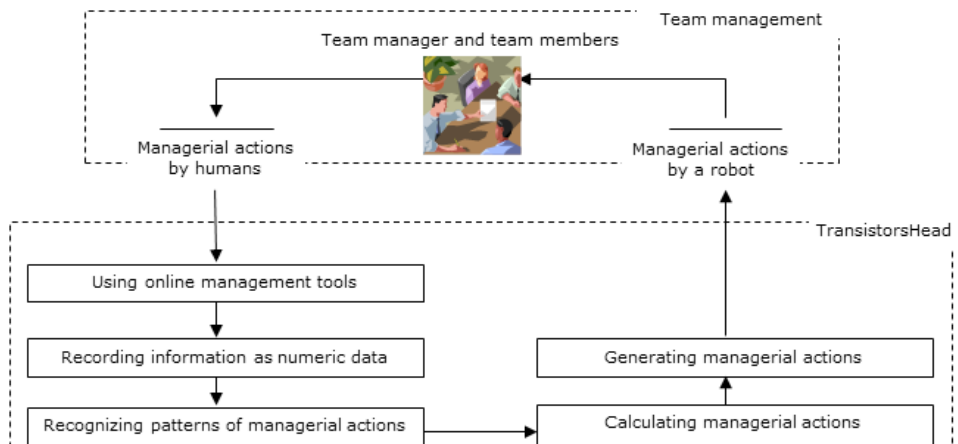 Team management
Team manager and team members
Managerial actions
by humans
Managerial actions
by a robot
TransistorsHead
Using online management tools
Recording information as numeric data
Generating managerial actions
Recognizing patterns of managerial actions
Calculating managerial actions